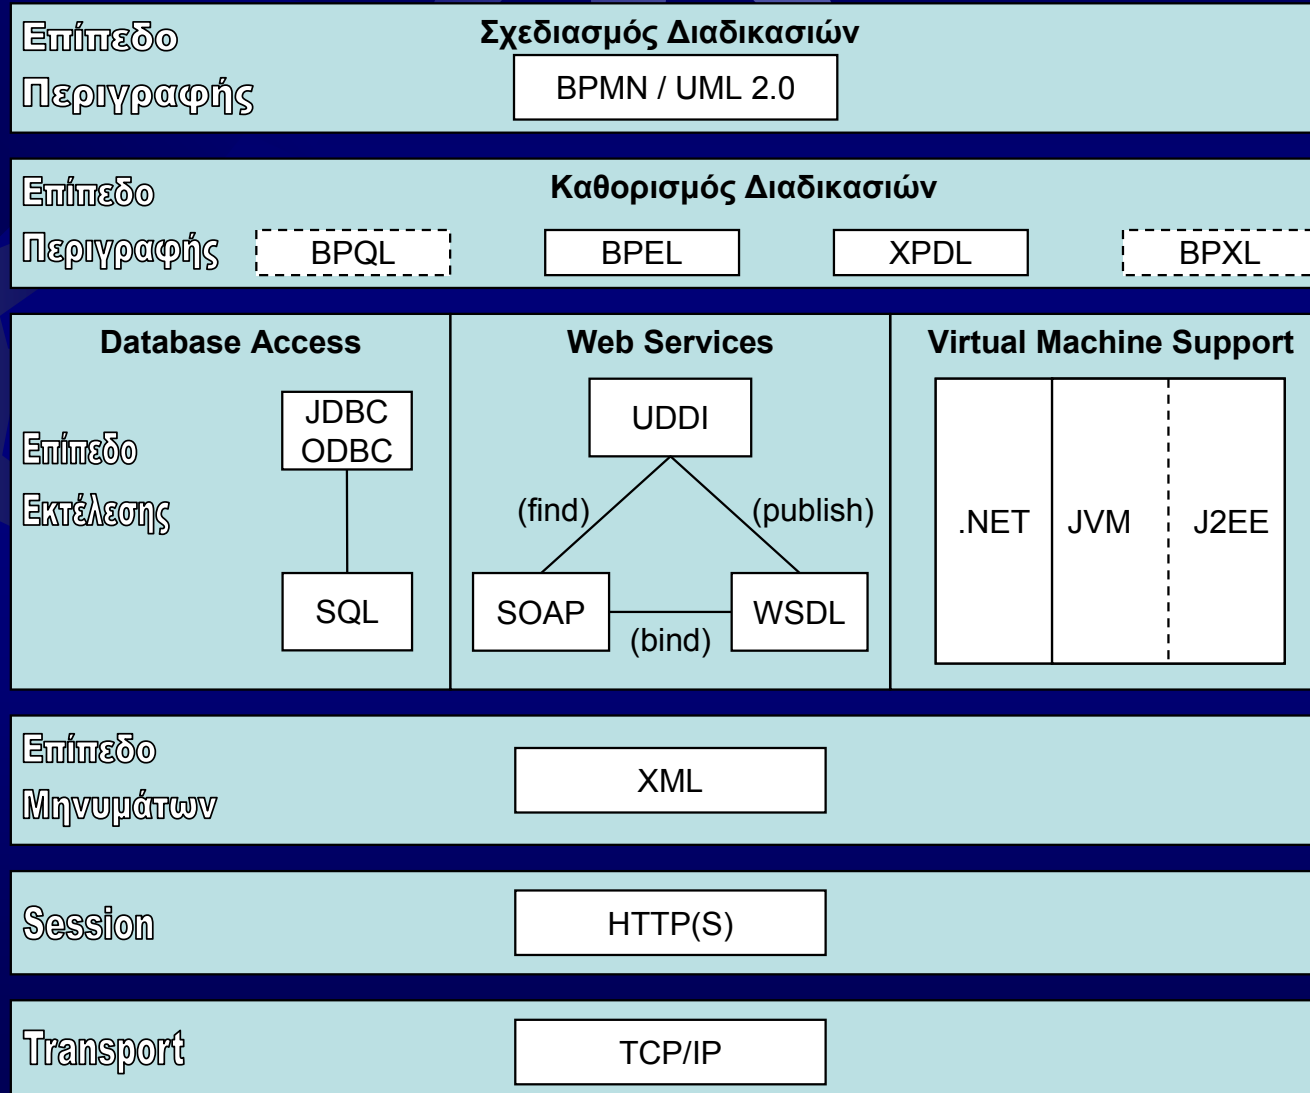 Επίπεδο
Περιγραφής
Σχεδιασμός Διαδικασιών
BPMN / UML 2.0
Επίπεδο
Περιγραφής
Καθορισμός Διαδικασιών
BPQL
BPEL
XPDL
BPXL
Επίπεδο
Εκτέλεσης
Database Access
JDBC
ODBC
SQL
Web Services
UDDI
(find)
(publish)
SOAP
(bind)
WSDL
Virtual Machine Support
.NET
JVM
J2EE
Επίπεδο
Μηνυμάτων
XML
Session
HTTP(S)
Transport
TCP/IP